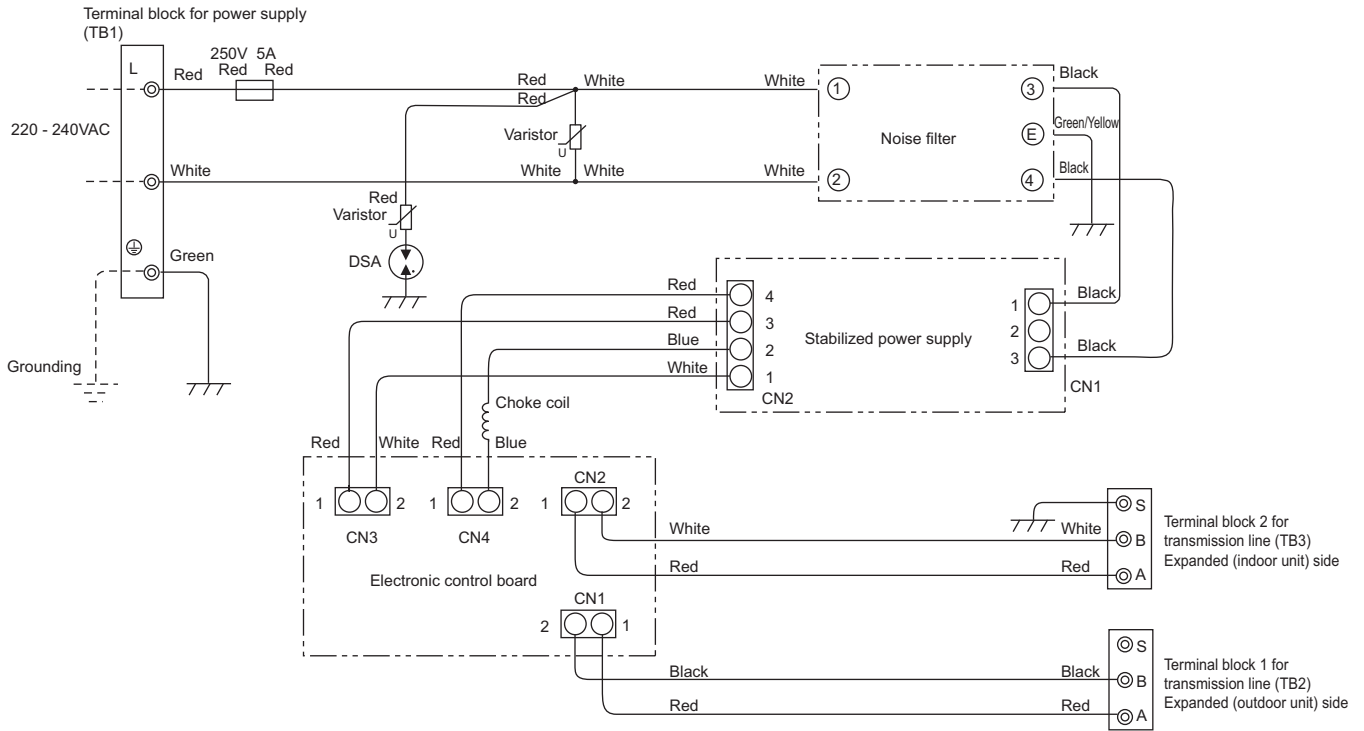 Terminal block for power supply
(TB1)
250V 5A
L
Red
Red Red
Red
White
White
Black
1
3
Red
220 - 240VAC
Varistor
U
Noise filter
Green/Yellow
E
White
White
White
White
Black
2
4
Red
Varistor
U
DSA
Green
Red
4
Black
1
Red
3
Stabilized power supply
2
Blue
2
Black
3
White
1
CN2
CN1
Grounding
Choke coil
Red
White
Red
Blue
CN2
1
2
1
2
1
2
CN3
CN4
S
White
White
B
Terminal block 2 for
transmission line (TB3)
Expanded (indoor unit) side
Red
Red
A
Electronic control board
CN1
2
1
S
Black
Black
B
Terminal block 1 for
transmission line (TB2)
Expanded (outdoor unit) side
Red
Red
A